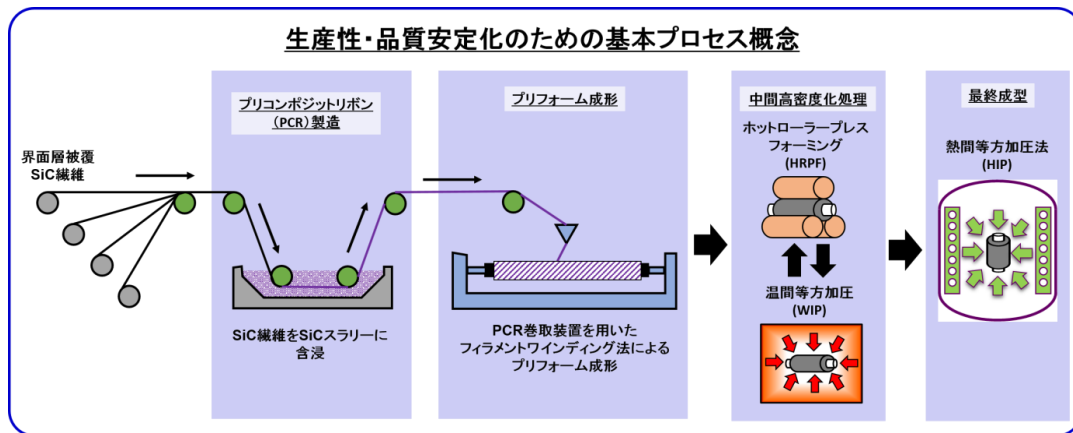 生産性・品質安定化のための基本プロセス概念
界面層被覆
SiC繊維
プリコンポジットリボン
(PCR)製造
SiC繊維をSiCスラリーに
含浸
プリフォーム成形
PCR巻取装置を用いた
フィラメントワインディング法による
プリフォーム成形
中間高密度化処理
ホットローラープレス
フォーミング
(HRPF)
温間等方加圧
(WIP)
最終成型
熱間等方加圧法
(HIP)